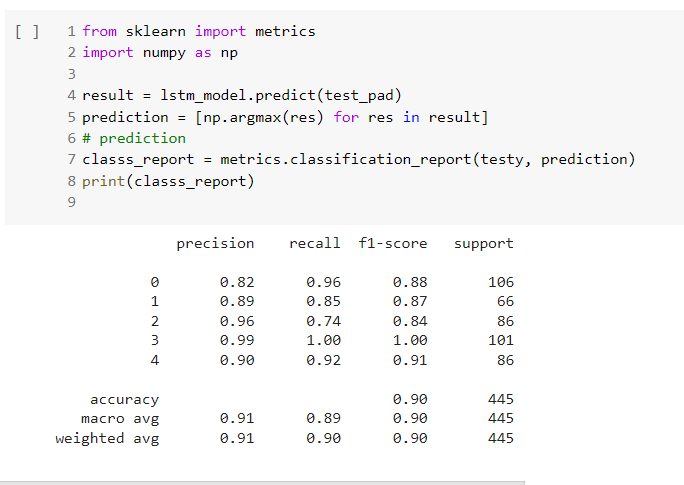 [ ] 1 from sklearn import metrics
2 import numpy as np
3
4 result = lstm_model.predict(test_pad)
5 prediction = [np.argmax(res) for res in result]
6 # prediction
7 classs_report = metrics.classification_report(testy, prediction)
8 print(classs_report)
9
precision recall f1-score support
0 0.82 0.96 0.88 106
1 0.89 0.85 0.87 66
2 0.96 0.74 0.84 86
3 0.99 1.00 1.00 101
4 0.90 0.92 0.91 86
accuracy 0.90 445
macro avg 0.91 0.89 0.90 445
weighted avg 0.91 0.90 0.90 445